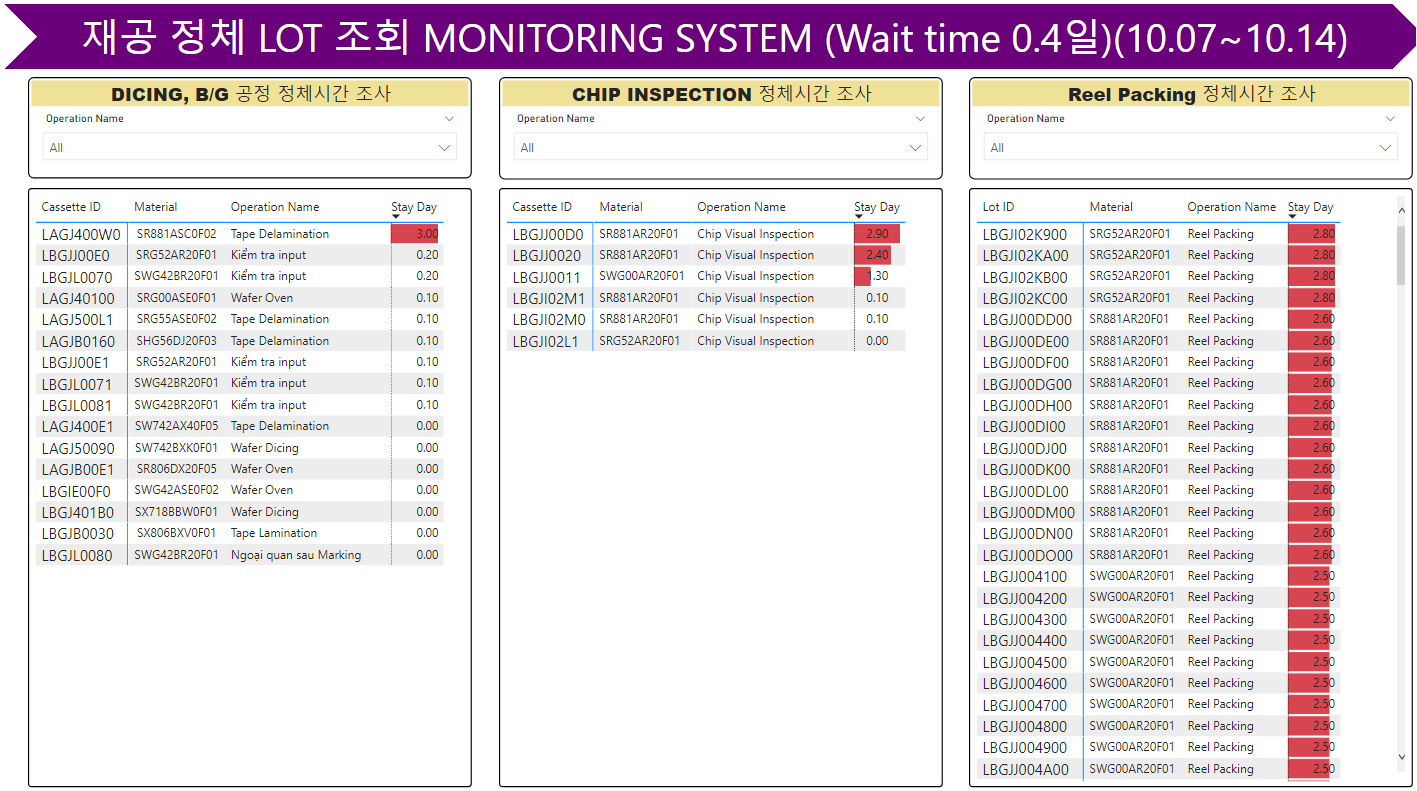 재공 정체 LOT 조회 MONITORING SYSTEM (Wait time 0.4일)(10.07~10.14)
DICING, B/G 공정 정체시간 조사
Operation Name
All
Cassette ID Material Operation Name Stay Day
LAGJ400W0 SR881ASC0F02 Tape Delamination 3.00
LBGJJ00E0 SRG52AR20F01 Kiểm tra input 0.20
LBGJL0070 SWG42BR20F01 Kiểm tra input 0.20
LAGJ40100 SRG00ASE0F01 Wafer Oven 0.10
LAGJ500L1 SRG55ASE0F02 Tape Delamination 0.10
LAGJB0160 SHG56DJ20F03 Tape Delamination 0.10
LBGJJ00E1 SRG52AR20F01 Kiểm tra input 0.10
LBGJL0071 SWG42BR20F01 Kiểm tra input 0.10
LBGJL0081 SWG42BR20F01 Kiểm tra input 0.10
LAGJ400E1 SW742AX40F05 Tape Delamination 0.00
LAGJ50090 SW742BXK0F01 Wafer Dicing 0.00
LAGJB00E1 SR806DX20F05 Wafer Oven 0.00
LBGIE00F0 SWG42ASE0F02 Wafer Oven 0.00
LBGJ401B0 SX718BBW0F01 Wafer Dicing 0.00
LBGJB0030 SX806BXV0F01 Tape Lamination 0.00
LBGJL0080 SWG42BR20F01 Ngoại quan sau Marking 0.00
CHIP INSPECTION 정체시간 조사
Operation Name
All
Cassette ID Material Operation Name Stay Day
LBGJJ00D0 SR881AR20F01 Chip Visual Inspection 2.90
LBGJJ0020 SR881AR20F01 Chip Visual Inspection 2.40
LBGJJ0011 SWG00AR20F01 Chip Visual Inspection 1.30
LBGJI02M1 SR881AR20F01 Chip Visual Inspection 0.10
LBGJI02M0 SR881AR20F01 Chip Visual Inspection 0.10
LBGJI02L1 SRG52AR20F01 Chip Visual Inspection 0.00
Reel Packing 정체시간 조사
Operation Name
All
Lot ID Material Operation Name Stay Day
LBGJI02K900 SRG52AR20F01 Reel Packing 2.80
LBGJI02KA00 SRG52AR20F01 Reel Packing 2.80
LBGJI02KB00 SRG52AR20F01 Reel Packing 2.80
LBGJI02KC00 SRG52AR20F01 Reel Packing 2.80
LBGJJ00DD00 SR881AR20F01 Reel Packing 2.60
LBGJJ00DE00 SR881AR20F01 Reel Packing 2.60
LBGJJ00DF00 SR881AR20F01 Reel Packing 2.60
LBGJJ00DG00 SR881AR20F01 Reel Packing 2.60
LBGJJ00DH00 SR881AR20F01 Reel Packing 2.60
LBGJJ00DI00 SR881AR20F01 Reel Packing 2.60
LBGJJ00DJ00 SR881AR20F01 Reel Packing 2.60
LBGJJ00DK00 SR881AR20F01 Reel Packing 2.60
LBGJJ00DL00 SR881AR20F01 Reel Packing 2.60
LBGJJ00DM00 SR881AR20F01 Reel Packing 2.60
LBGJJ00DN00 SR881AR20F01 Reel Packing 2.60
LBGJJ00DO00 SR881AR20F01 Reel Packing 2.60
LBGJJ004100 SWG00AR20F01 Reel Packing 2.50
LBGJJ004200 SWG00AR20F01 Reel Packing 2.50
LBGJJ004300 SWG00AR20F01 Reel Packing 2.50
LBGJJ004400 SWG00AR20F01 Reel Packing 2.50
LBGJJ004500 SWG00AR20F01 Reel Packing 2.50
LBGJJ004600 SWG00AR20F01 Reel Packing 2.50
LBGJJ004700 SWG00AR20F01 Reel Packing 2.50
LBGJJ004800 SWG00AR20F01 Reel Packing 2.50
LBGJJ004900 SWG00AR20F01 Reel Packing 2.50
LBGJJ004A00 SWG00AR20F01 Reel Packing 2.50